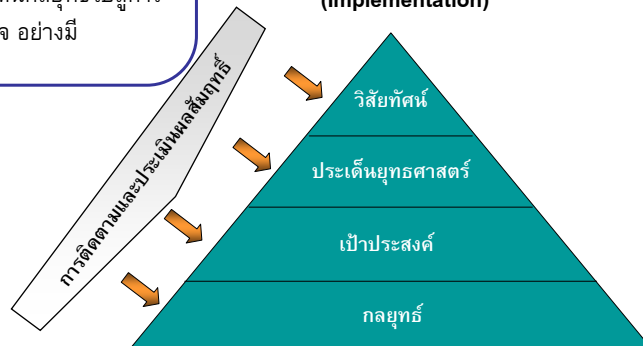 จ อย่างมี
(Implementation)
การติดตามและประเมินผลสัมฤทธิ์
วิสัยทัศน์
ประเด็นยุทธศาสตร์
เป้าประสงค์
กลยุทธ์